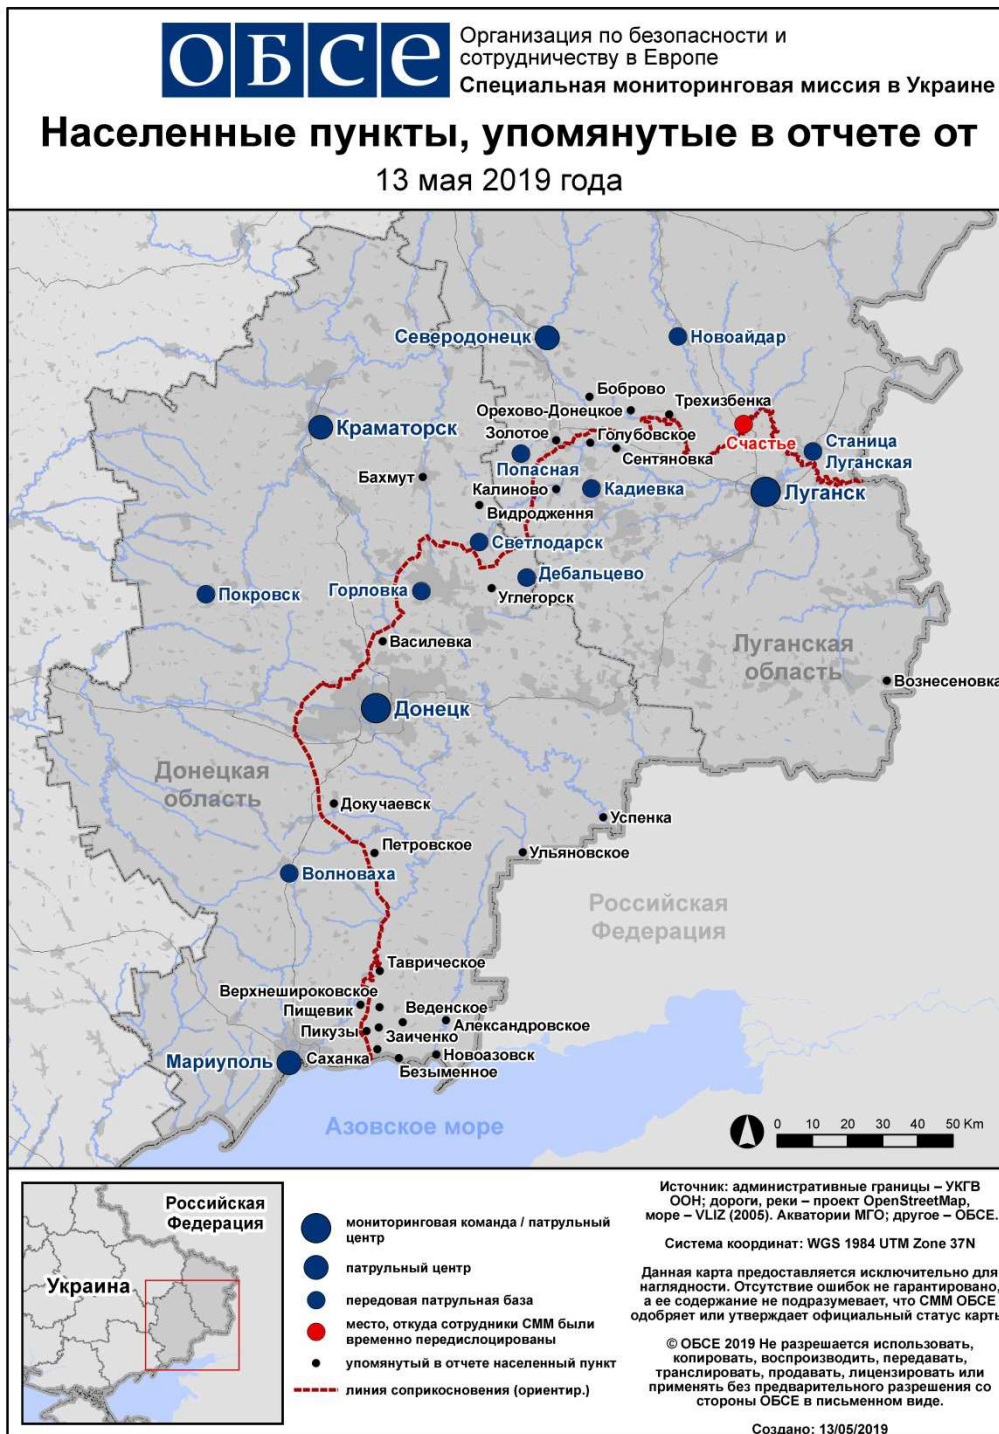 ОБСЕ
Организация по безопасности и
сотрудничеству в Европе
Специальная мониторинговая миссия в Украине
Населенные пункты, упомянутые в отчете от
13 мая 2019 года
Северодонецк
Новоайдар
Боброво
Трехизбенка
Орехово-Донецкое
Краматорск
Золотое
Голубовское
Счастье
Станица
Луганская
Сентяновка
Попасная
Бахмут
Калиново
Кадиевка
Луганск
Видродження
Светлодарск
Дебальцево
Покровск
Горловка
Углегорск
Василевка
Луганская
область
Вознесеновка
Донецк
Донецкая
область
Докучаевск
Успенка
Петровское
Ульяновское
Волноваха
Российская
Федерация
Таврическое
Верхнешироковское
Пищевик
Веденское
Александровское
Пикузы
Заиченко
Мариуполь
Саханка
Новоазовск
Безыменное
Азовское море
0 10 20 30 40 50 Km
Российская
Федерация
Украина
мониторинговая команда / патрульный
центр
патрульный центр
передовая патрульная база
место, откуда сотрудники СММ были
временно передислоцированы
упомянутый в отчете населенный пункт
линия соприкосновения (ориентир.)
Источник: административные границы – УКГВ
ООН; дороги, реки – проект OpenStreetMap,
море – VLIZ (2005). Акватории МГО; другое – ОБСЕ.
Система координат: WGS 1984 UTM Zone 37N
Данная карта предоставляется исключительно для
наглядности. Отсутствие ошибок не гарантировано,
а ее содержание не подразумевает, что СММ ОБСЕ
одобряет или утверждает официальный статус карты
© ОБСЕ 2019 Не разрешается использовать,
копировать, воспроизводить, передавать,
транслировать, продавать, лицензировать или
применять без предварительного разрешения со
стороны ОБСЕ в письменном виде.
Создано: 13/05/2019